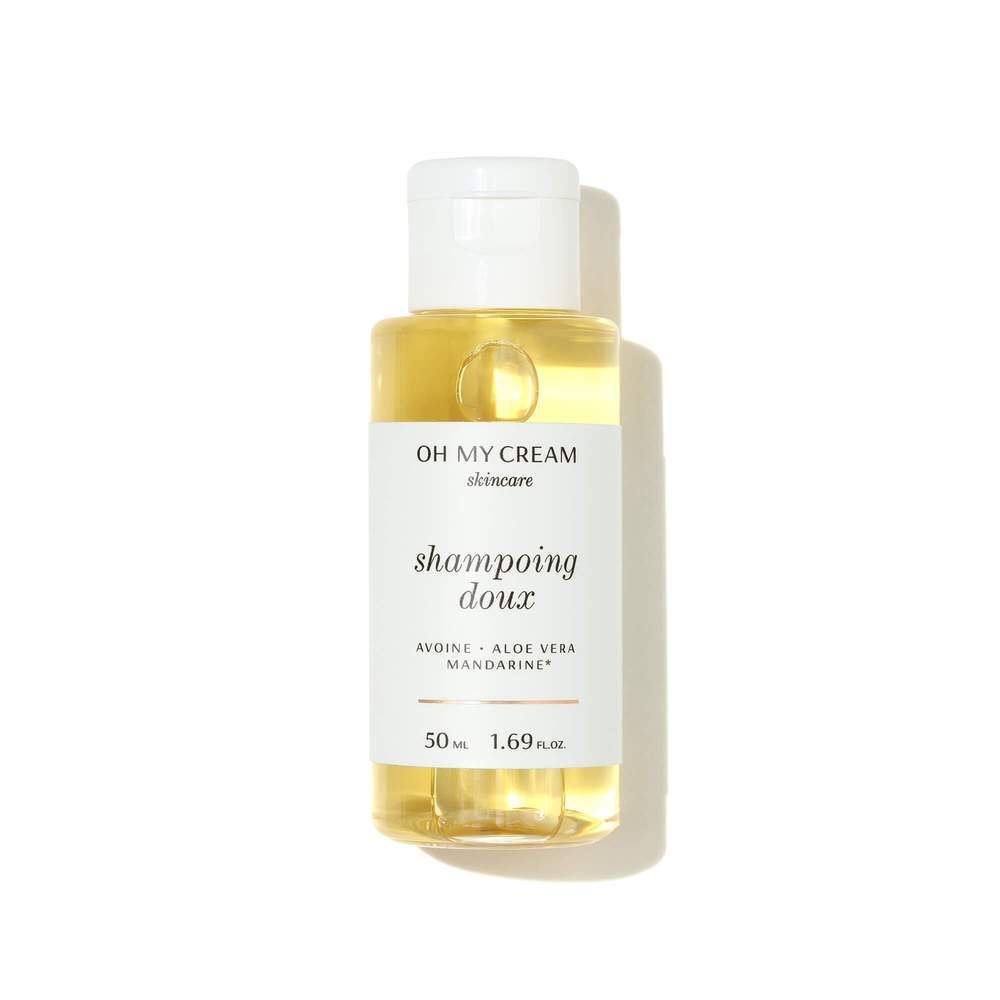 OH MY CREAM
skincare
shampoing
doux
AVOINE • ALOE VERA
MANDARINE*
50 ML 1.69 FL.OZ.